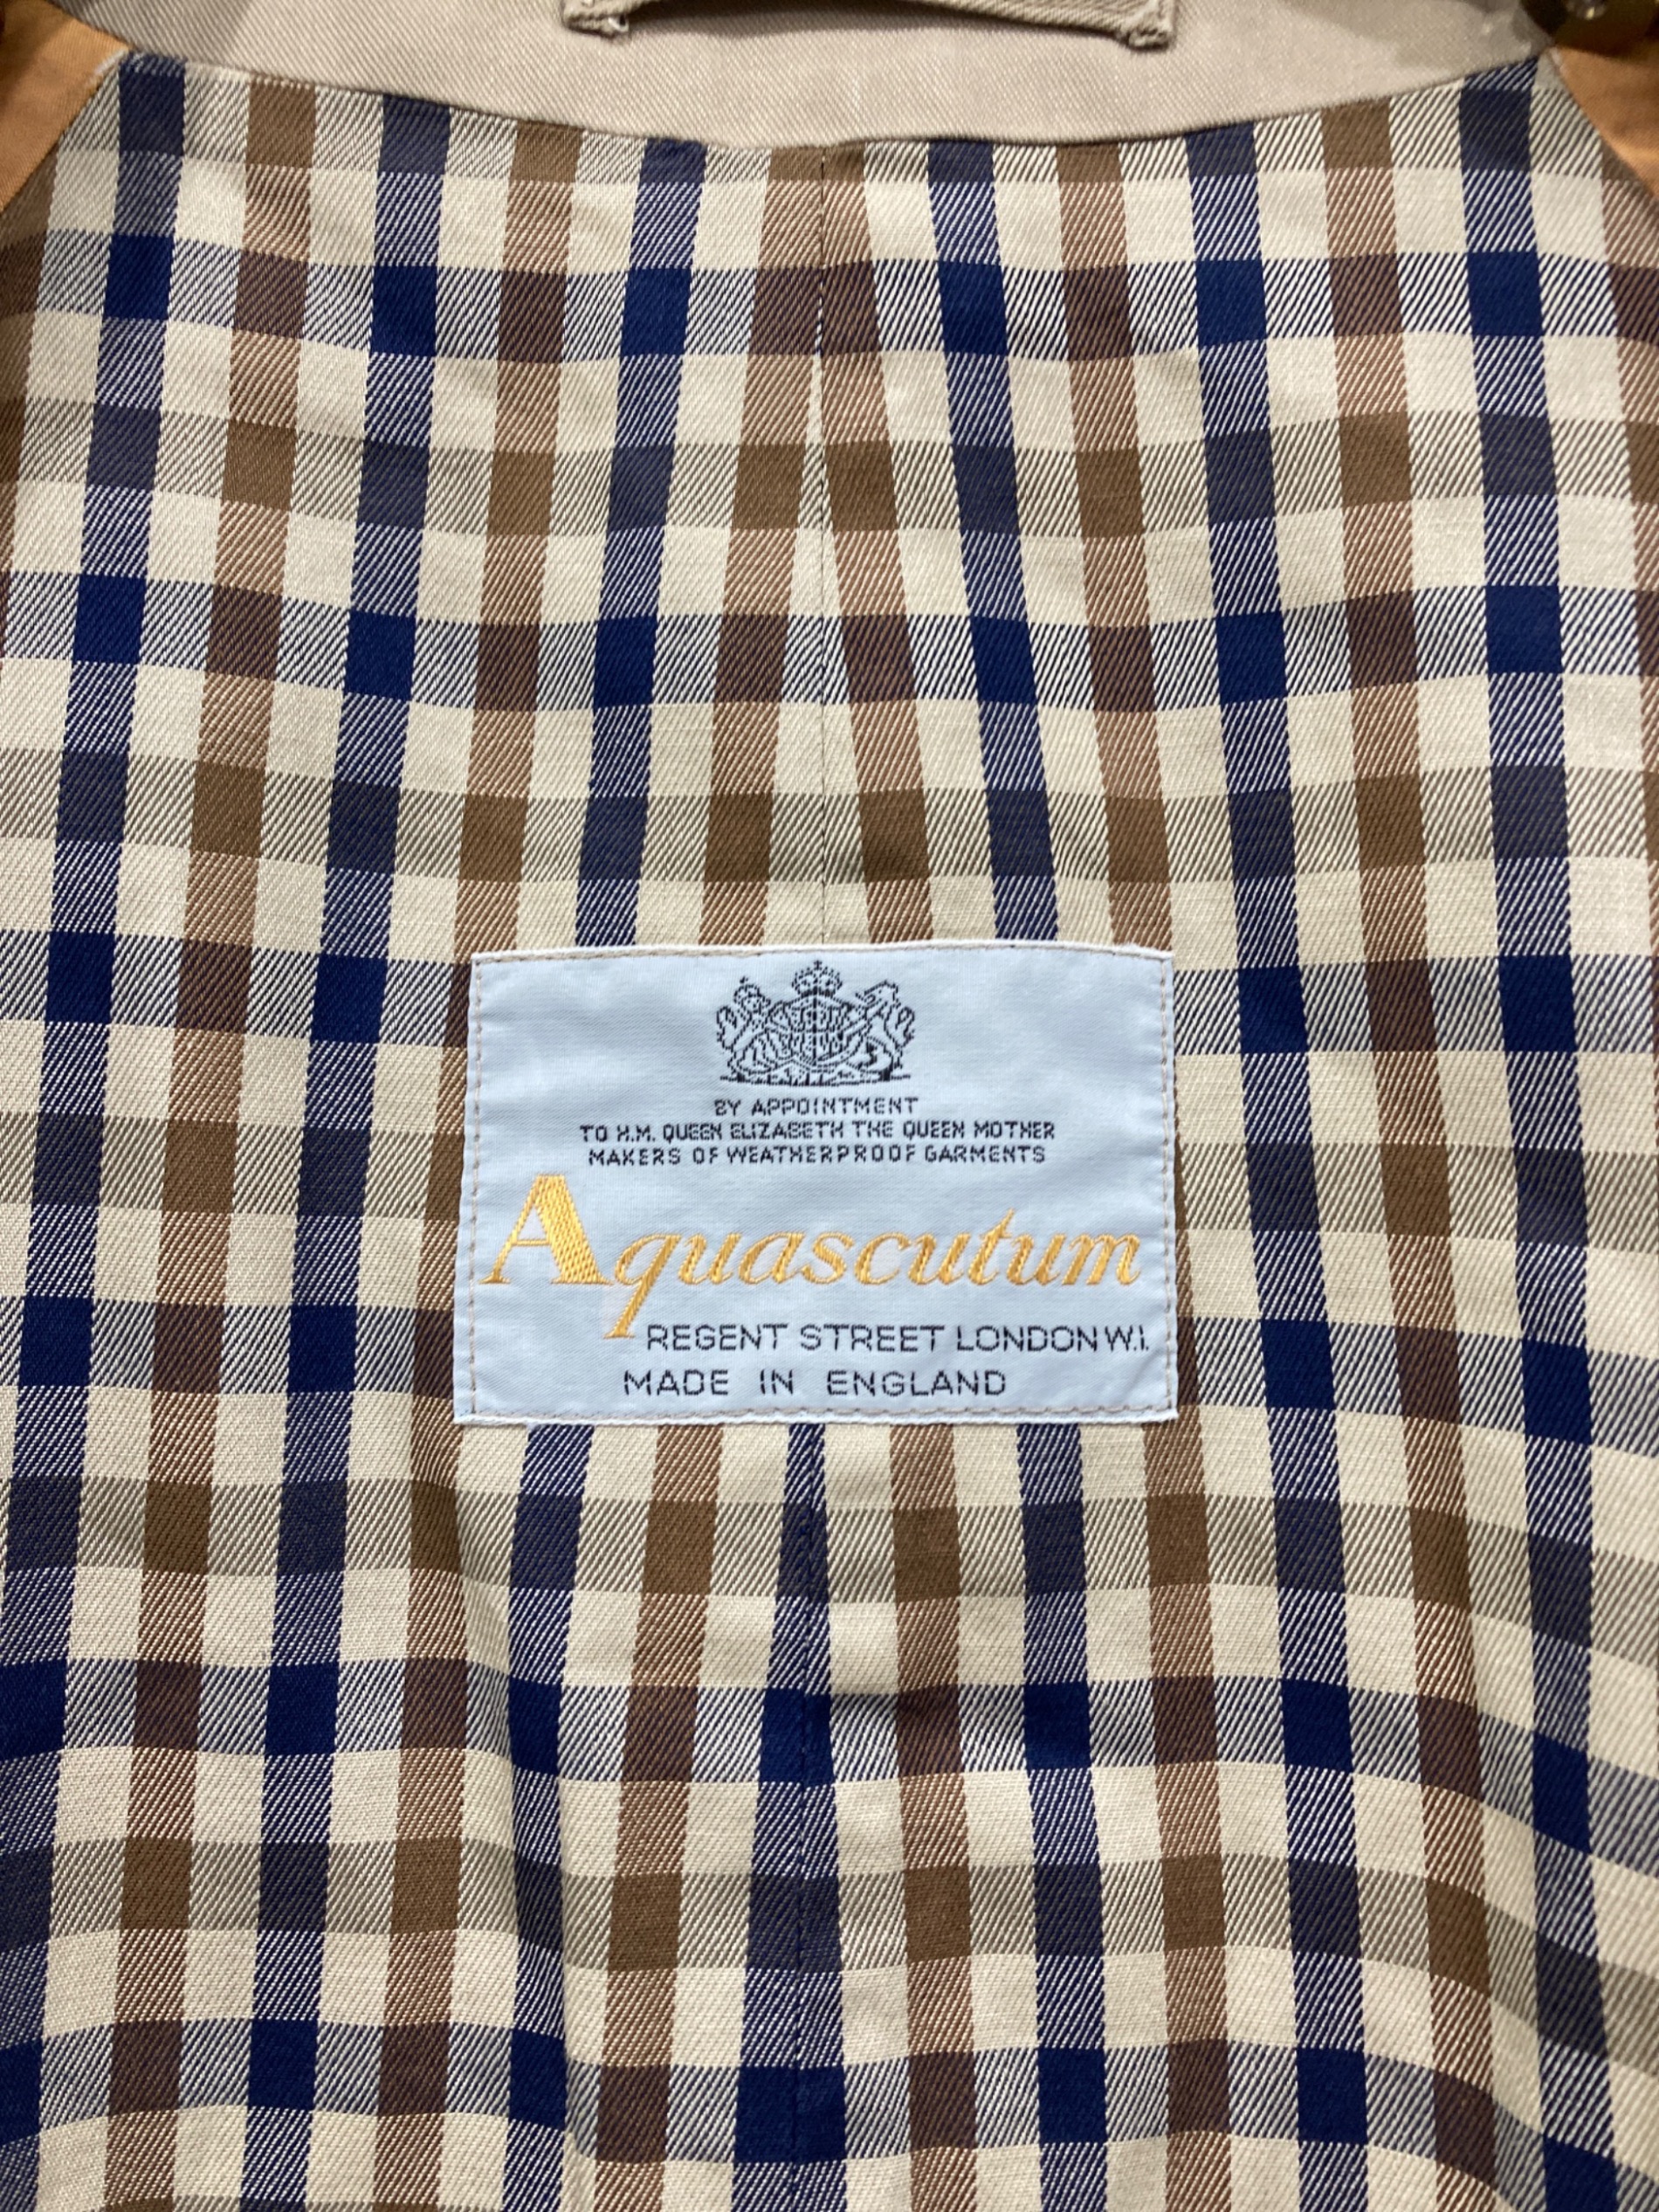 BY APPOINTMENT
TO H.M. QUEEN ELIZABETH THE QUEEN MOTHER
MAKERS OF WEATHERPROOF GARMENTS
Aquascutum
REGENT STREET LONDON W.I.
MADE IN ENGLAND